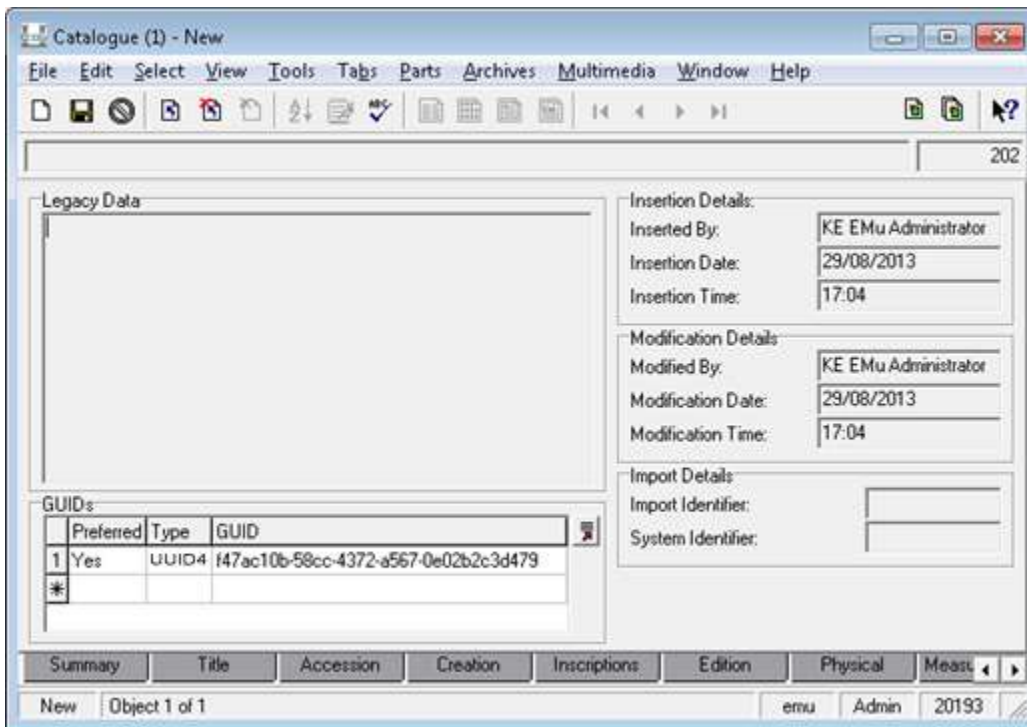 Catalogue (1) - New
File Edit Select View Tools Tabs Parts Archives Multimedia Window Help
202
Legacy Data
Insertion Details:
Inserted By: KE EMu Administrator
Insertion Date: 29/08/2013
Insertion Time: 17:04
Modification Details
Modified By: KE EMu Administrator
Modification Date: 29/08/2013
Modification Time: 17:04
Import Details
Import Identifier:
System Identifier:
GUIDs
Preferred Type GUID
1 Yes UUID4 f47ac10b-58cc-4372-a567-0e02b2c3d479
Summary Title Accession Creation Inscriptions Edition Physical Measu
New Object 1 of 1 emu Admin 20193